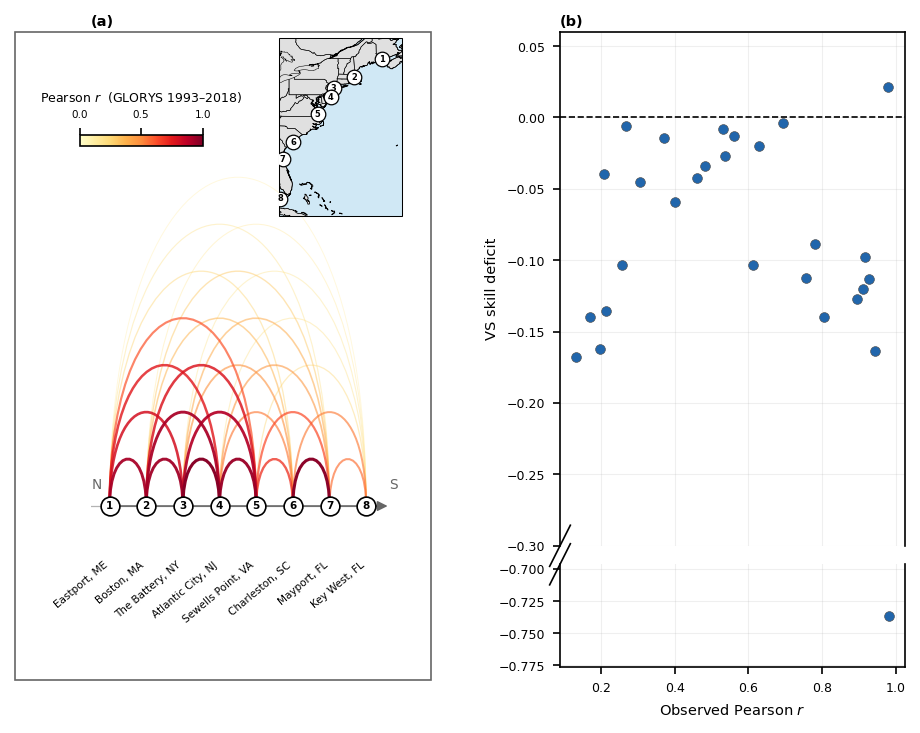 (a)
Pearson r (GLORYS 1993–2018)
0.0 0.5 1.0
1
2
3
4
5
6
7
8
N S
1 2 3 4 5 6 7 8
Eastport, ME
Boston, MA
The Battery, NY
Atlantic City, NJ
Sewells Point, VA
Charleston, SC
Mayport, FL
Key West, FL
(b)
VS skill deficit
0.05
0.00
−0.05
−0.10
−0.15
−0.20
−0.25
−0.30
−0.700
−0.725
−0.750
−0.775
0.2 0.4 0.6 0.8 1.0
Observed Pearson r